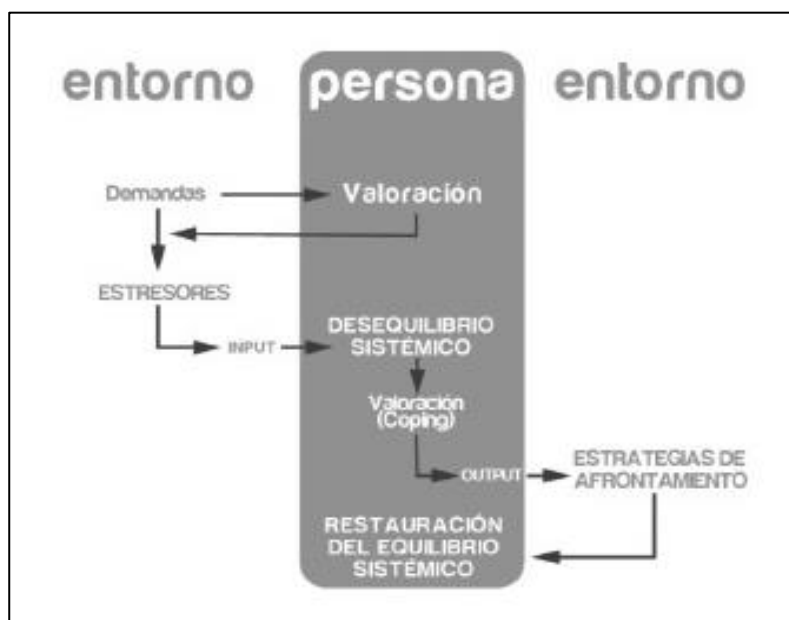 entorno persona entorno
Demandas Valoración
ESTRESORES
INPUT
DESEQUILIBRIO
SISTÉMICO
Valoración
(Coping)
OUTPUT
ESTRATEGIAS DE
AFRONTAMIENTO
RESTAURACIÓN
DEL EQUILIBRIO
SISTÉMICO